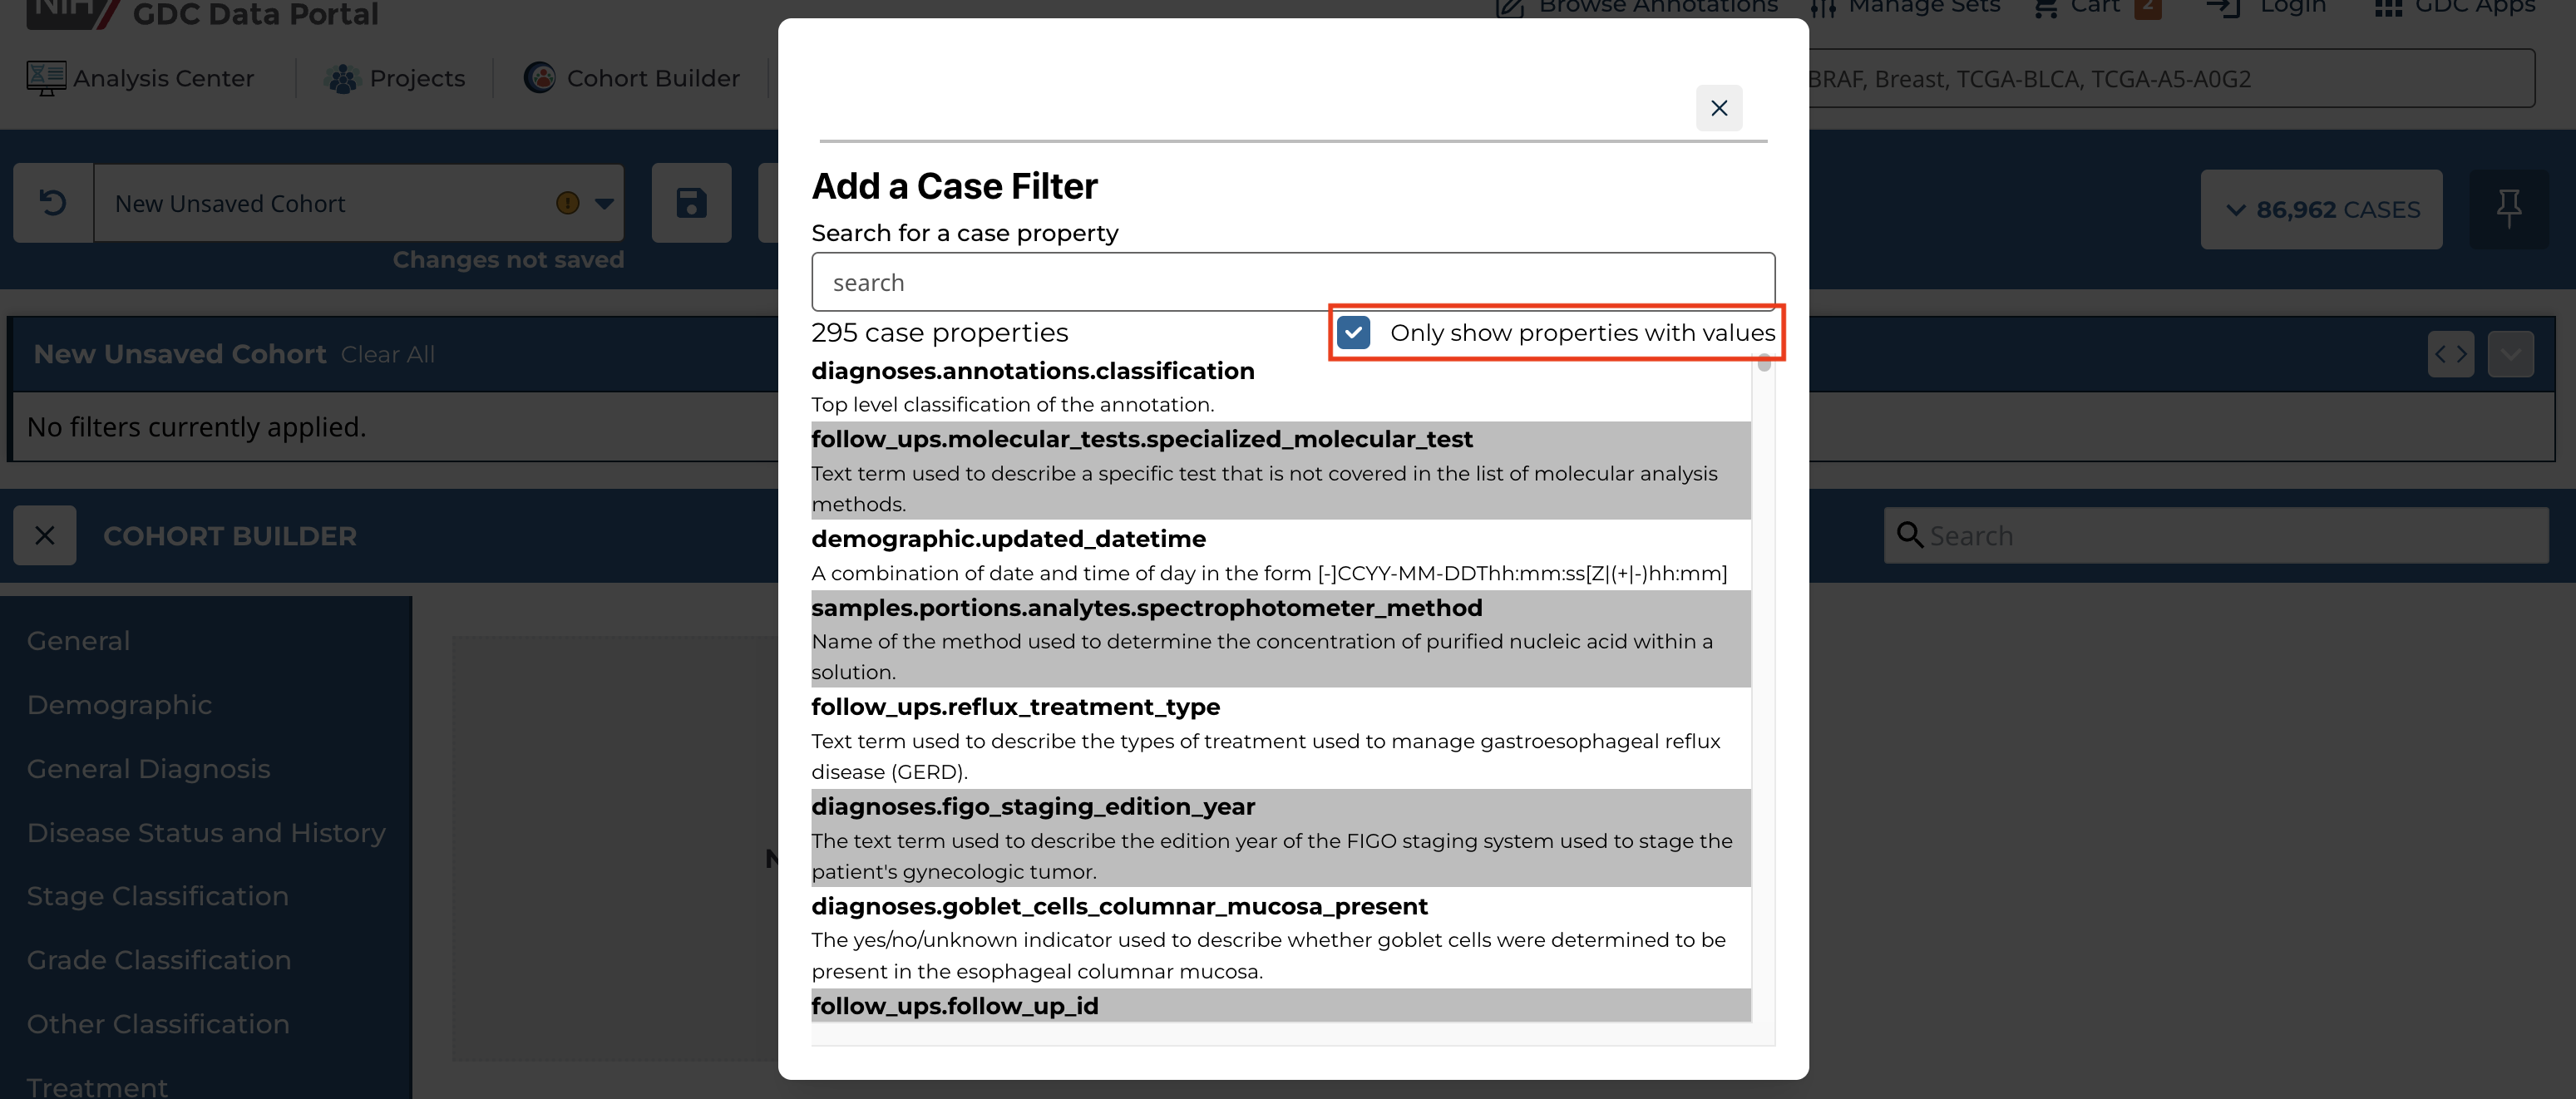 NIH GDC Data Portal
Browse Annotations Manage Sets Cart 2 Login GDC Apps
Analysis Center Projects Cohort Builder
BRAF, Breast, TCGA-BLCA, TCGA-A5-A0G2
New Unsaved Cohort
Changes not saved
86,962 CASES
New Unsaved Cohort Clear All
No filters currently applied.
COHORT BUILDER
Search
General
Demographic
General Diagnosis
Disease Status and History
Stage Classification
Grade Classification
Other Classification
Treatment
Add a Case Filter
Search for a case property
search
295 case properties
Only show properties with values
diagnoses.annotations.classification
Top level classification of the annotation.
follow_ups.molecular_tests.specialized_molecular_test
Text term used to describe a specific test that is not covered in the list of molecular analysis
methods.
demographic.updated_datetime
A combination of date and time of day in the form [-]CCYY-MM-DDThh:mm:ss[Z|(+|-)hh:mm]
samples.portions.analytes.spectrophotometer_method
Name of the method used to determine the concentration of purified nucleic acid within a
solution.
follow_ups.reflux_treatment_type
Text term used to describe the types of treatment used to manage gastroesophageal reflux
disease (GERD).
diagnoses.figo_staging_edition_year
The text term used to describe the edition year of the FIGO staging system used to stage the
patient's gynecologic tumor.
diagnoses.goblet_cells_columnar_mucosa_present
The yes/no/unknown indicator used to describe whether goblet cells were determined to be
present in the esophageal columnar mucosa.
follow_ups.follow_up_id